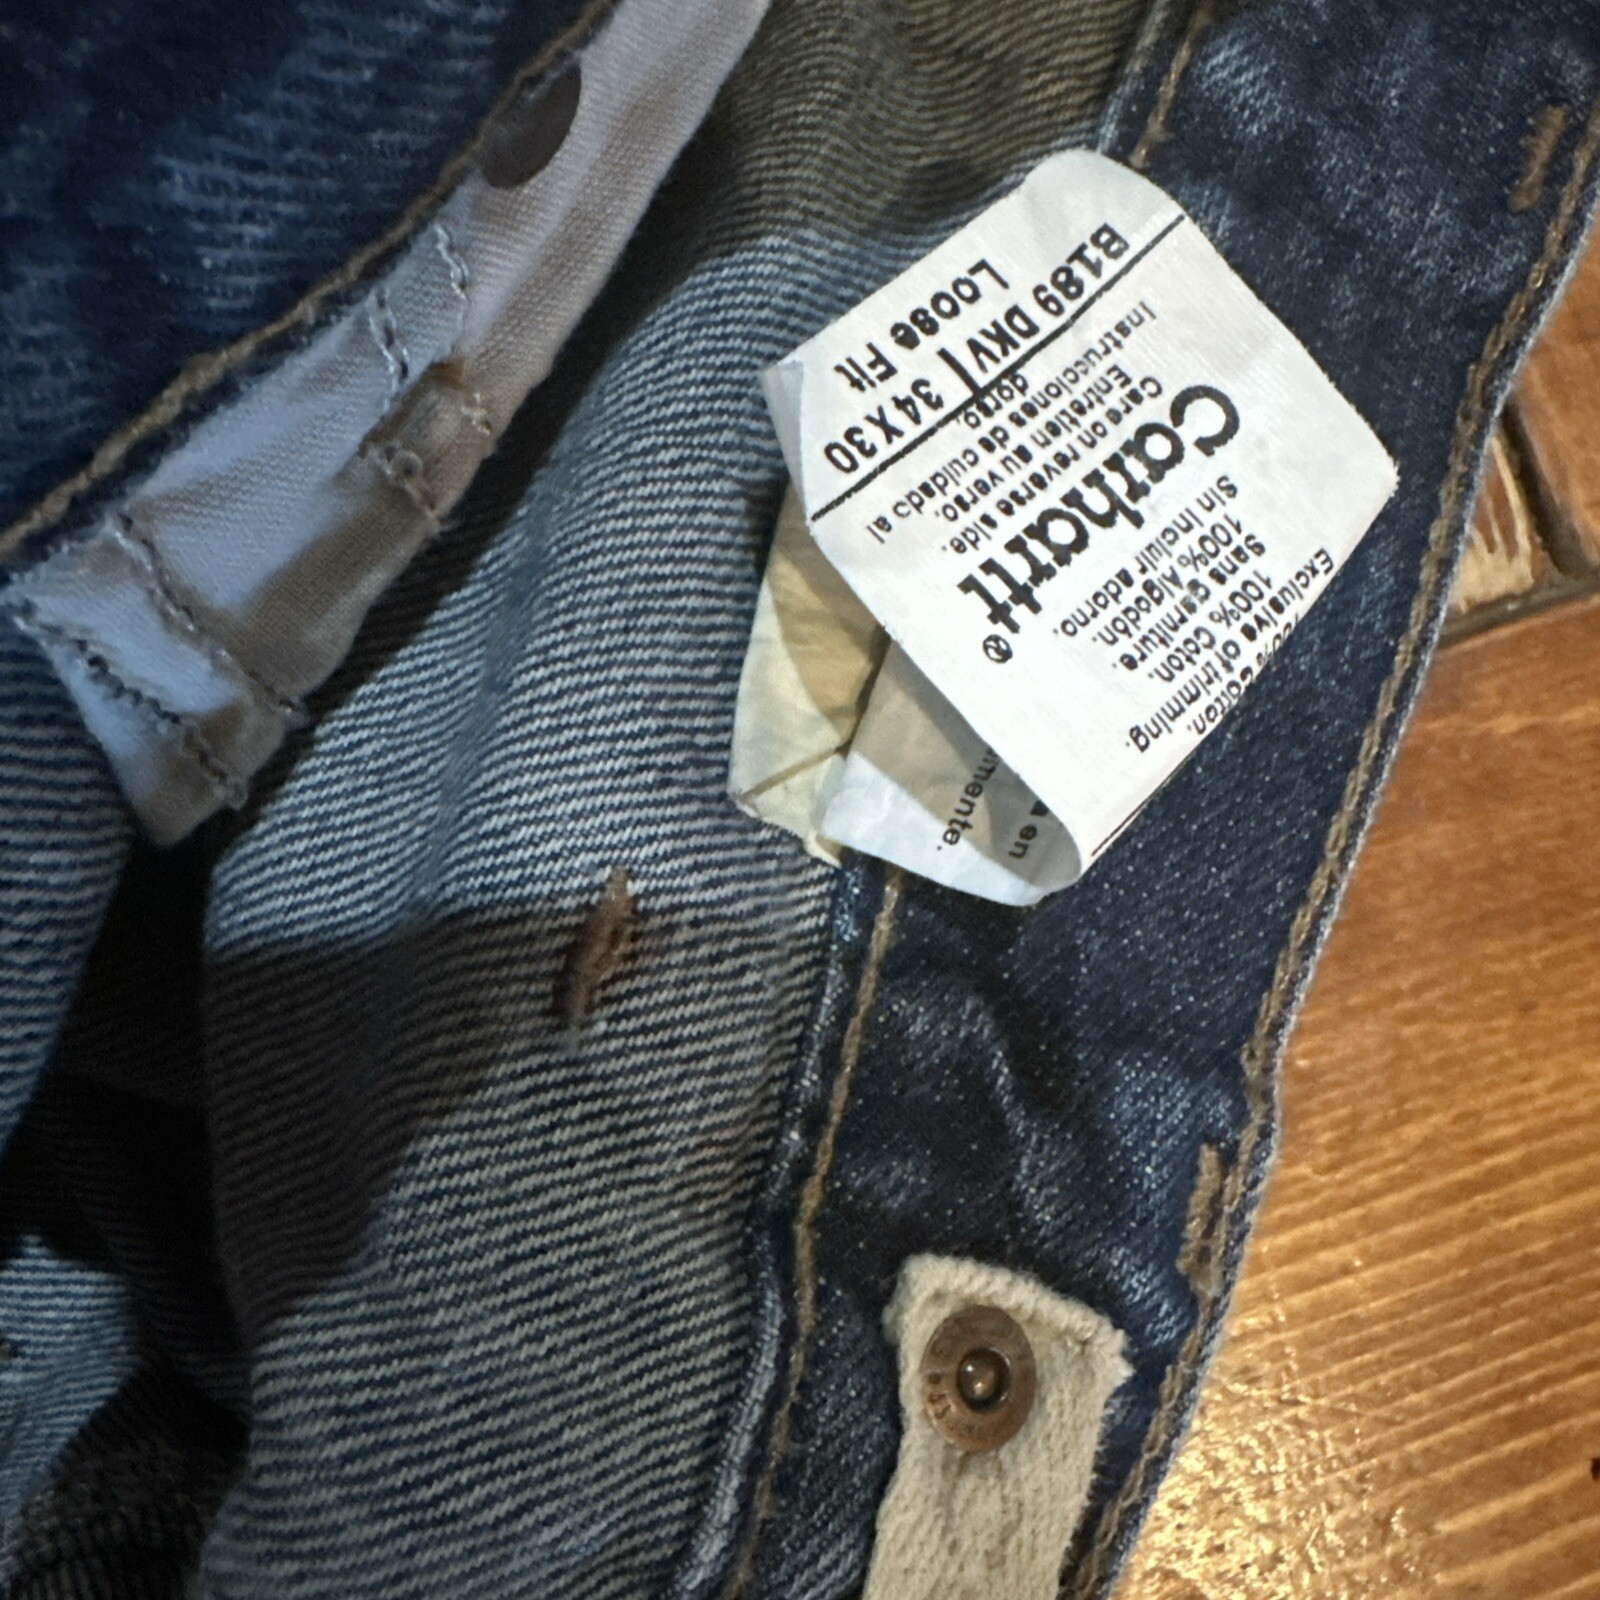 B189 DKV 34X30
Loose Fit
Carhartt®
Care on reverse side.
Entretien au verso.
Instrucciones de cuidado al
dorso.
100% Cotton.
Exclusive of trimming.
100% Coton.
Sans garniture.
100% Algodón.
Sin incluir adorno.
en